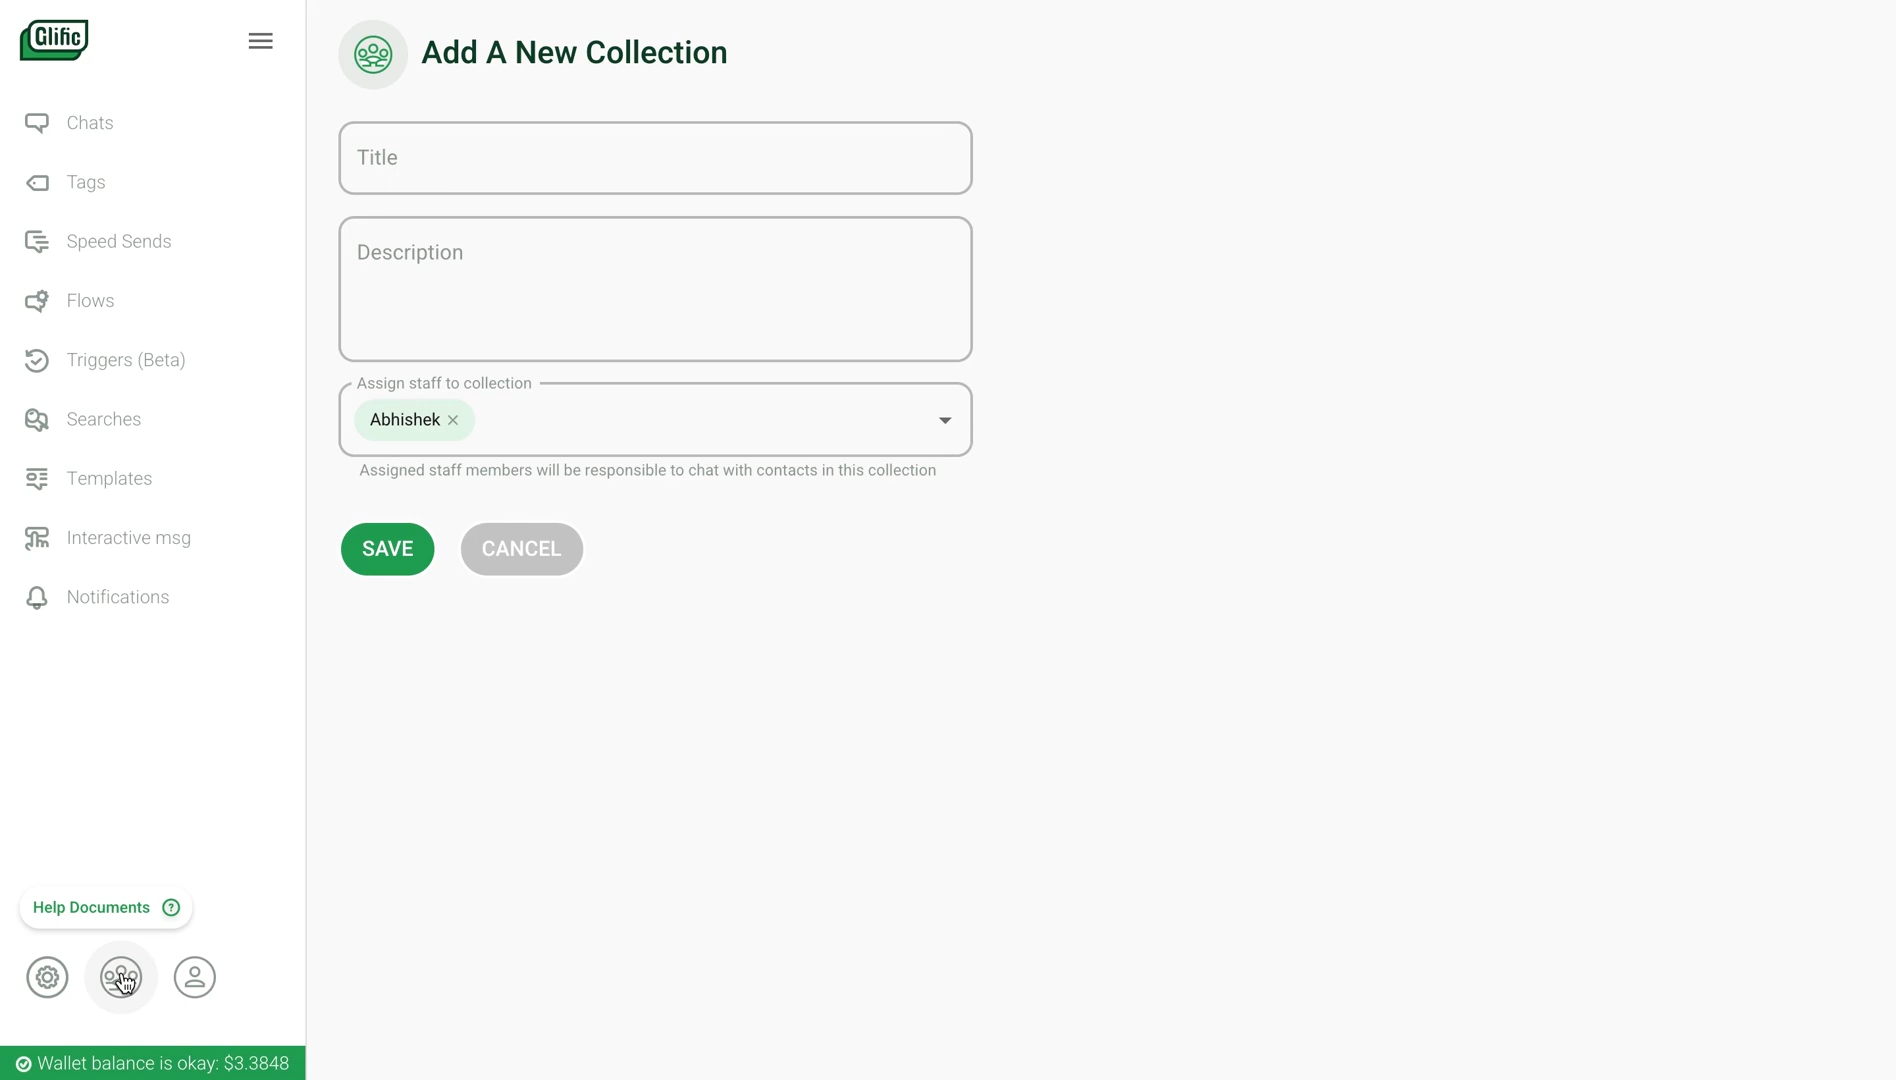 Glific
Add A New Collection
Chats
Tags
Speed Sends
Flows
Triggers (Beta)
Searches
Templates
Interactive msg
Notifications
Title
Description
Assign staff to collection
Abhishek
Assigned staff members will be responsible to chat with contacts in this collection
SAVE
CANCEL
Help Documents ?
Wallet balance is okay: $3.3848